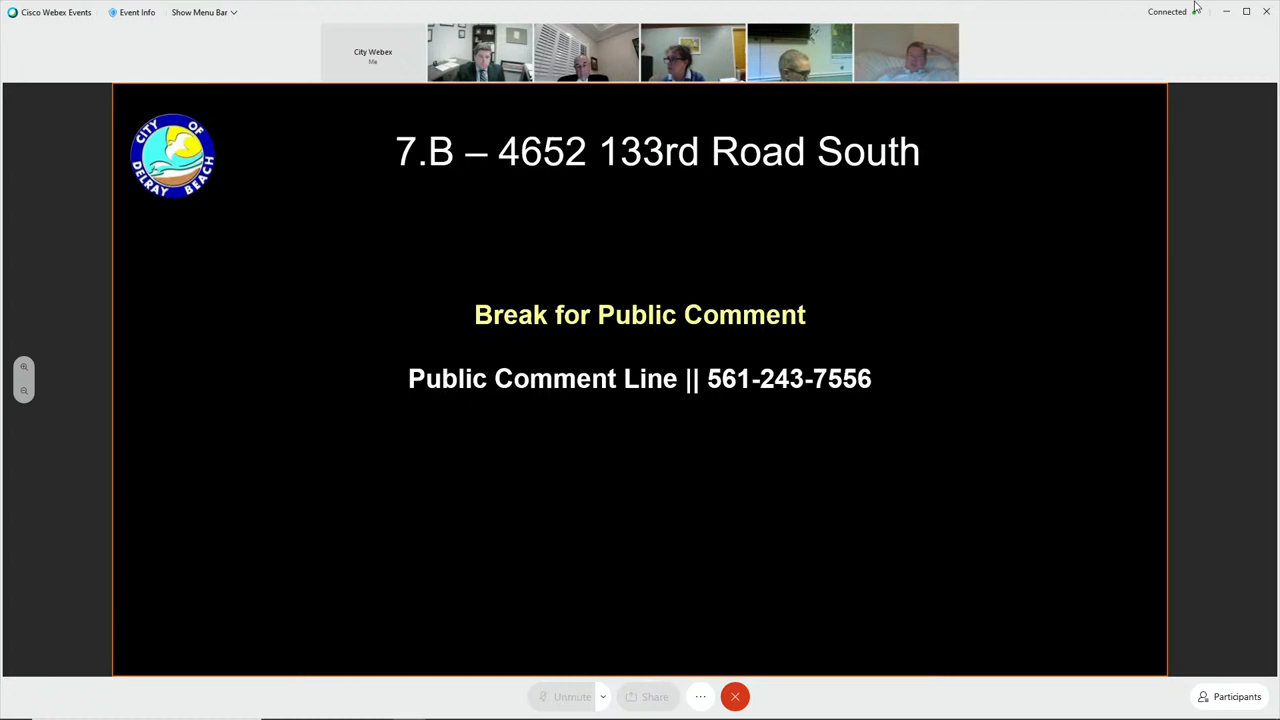 Cisco Webex Events
Event Info
Show Menu Bar
Connected
City Webex
Me
CITY OF
DELRAY BEACH
7.B – 4652 133rd Road South
Break for Public Comment
Public Comment Line || 561-243-7556
Unmute
Share
Participants